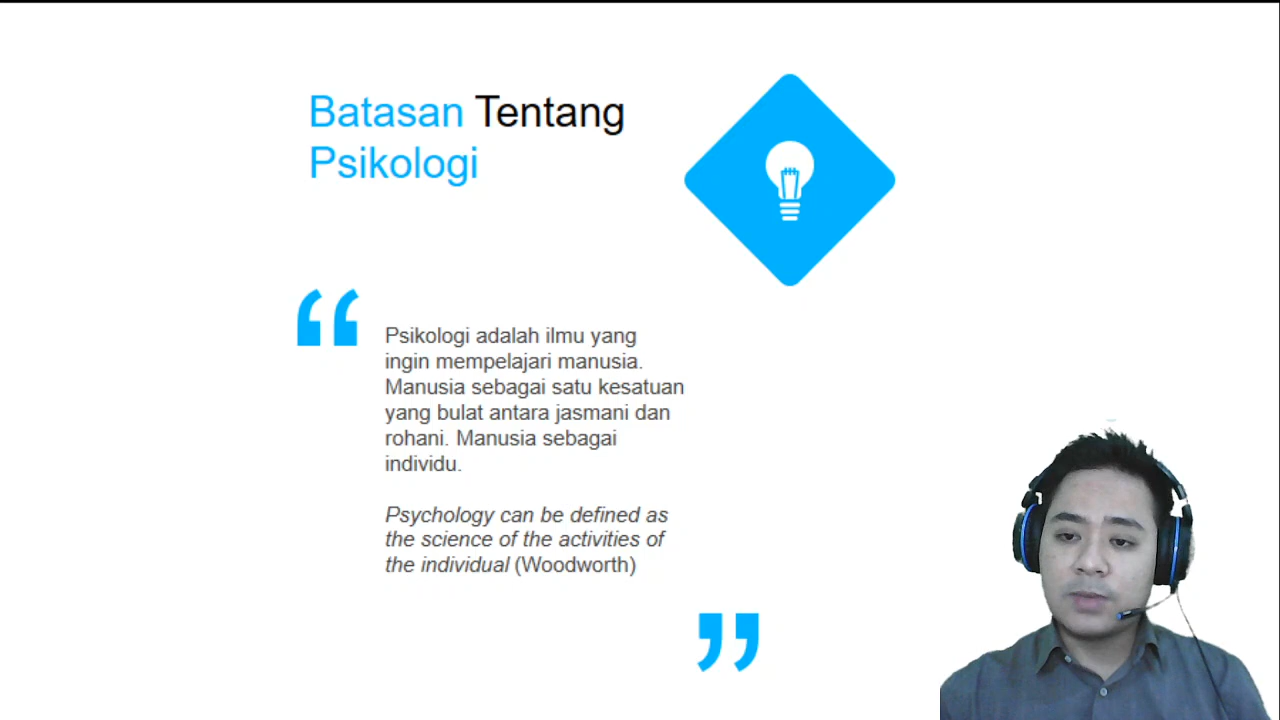 Batasan Tentang
Psikologi
“
Psikologi adalah ilmu yang
ingin mempelajari manusia.
Manusia sebagai satu kesatuan
yang bulat antara jasmani dan
rohani. Manusia sebagai
individu.
Psychology can be defined as
the science of the activities of
the individual (Woodworth)
”